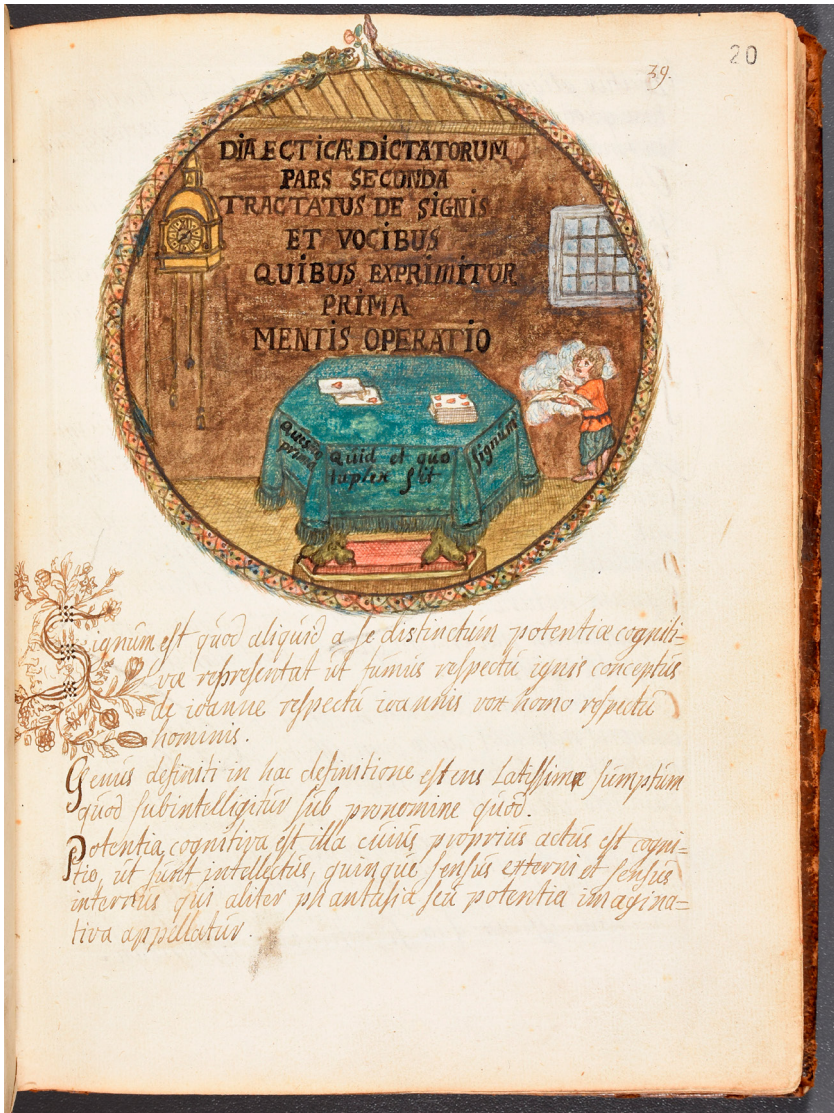 20
39.
DIAECTICÆ DICTATORUM
PARS SECUNDA
TRACTATUS DE SIGNIS
ET VOCIBUS
QUIBUS EXPRIMITUR
PRIMA
MENTIS OPERATIO
prima
Quid et quo
tuplex sit
signum
Signum est quod aliquid a se distinctum potentiæ cogniti-
væ repræsentat ut fumus respectu ignis conceptus
de ioanne respectu ioannis vox homo respectu
hominis.
Genus definiti in hac definitione est ens latissime sumptum
quod subintelligitur sub pronomine quod.
Potentia cognitiva est illa cuius proprius actus est cogni=
tio, ut sunt intellectus, quinque sensus externi et sensus
internus qui aliter phantasia seu potentia imagina=
tiva appellatur.